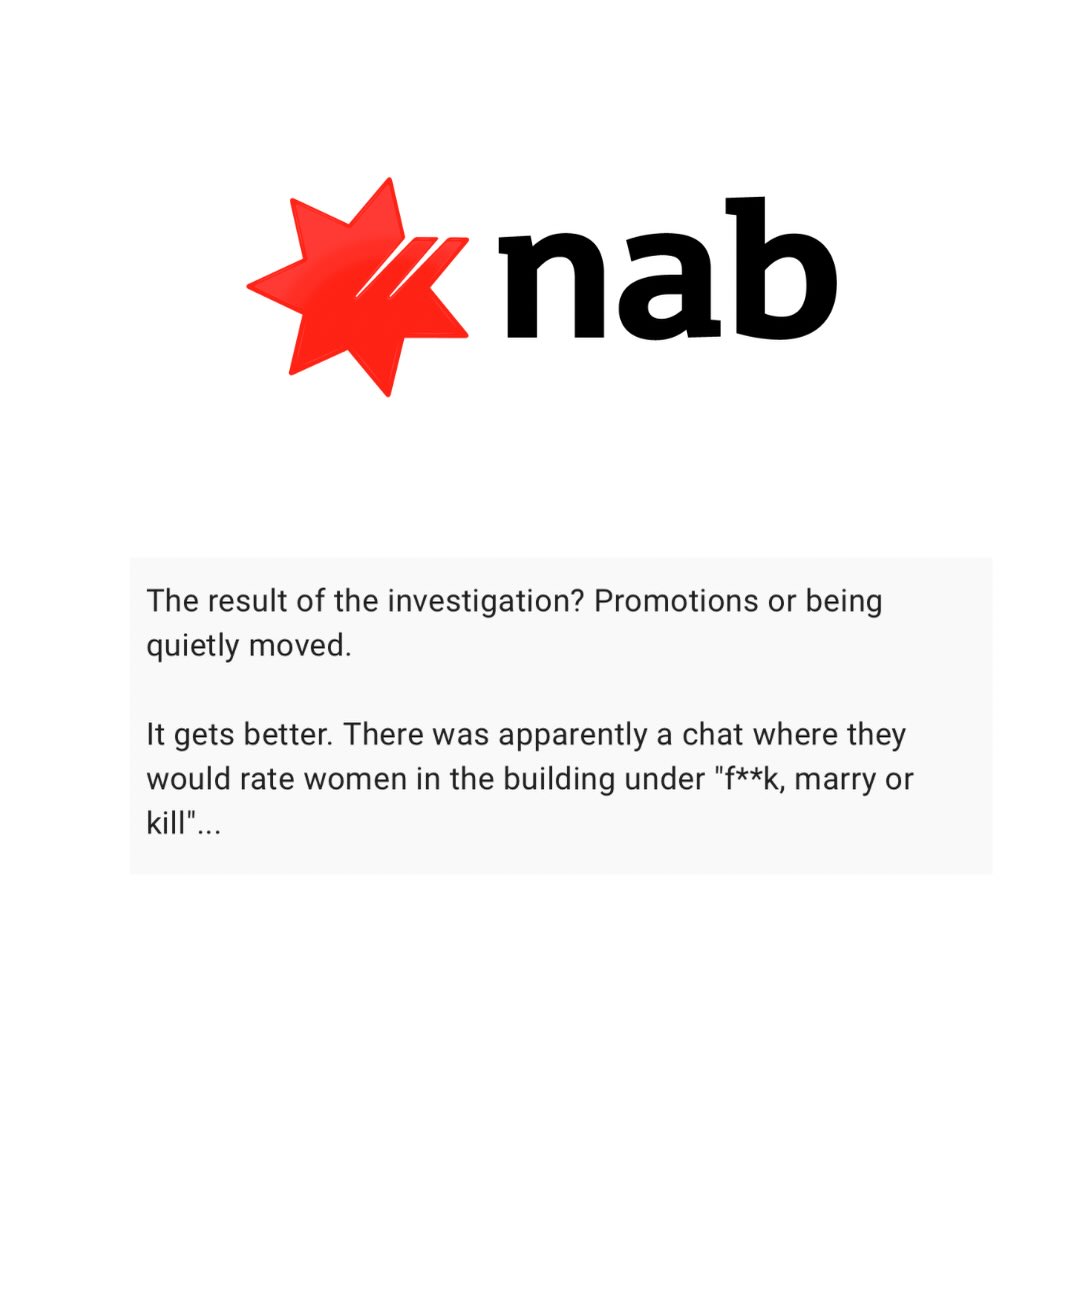 nab
The result of the investigation? Promotions or being
quietly moved.
It gets better. There was apparently a chat where they
would rate women in the building under "f**k, marry or
kill"...